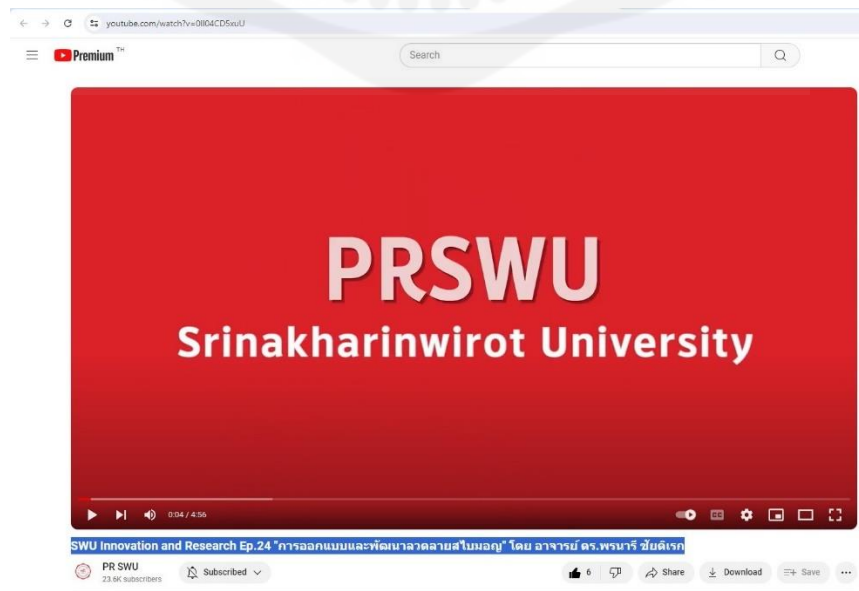 youtube.com/watch?v=0II04CD5xuU
Premium TH
Search
PRSWU
Srinakharinwirot University
0:04 / 4:56
CC
SWU Innovation and Research Ep.24 "การออกแบบและพัฒนาลวดลายสไบมอญ" โดย อาจารย์ ดร.พรนารี ชัยดิเรก
PR SWU
23.6K subscribers
Subscribed
6
Share
Download
Save